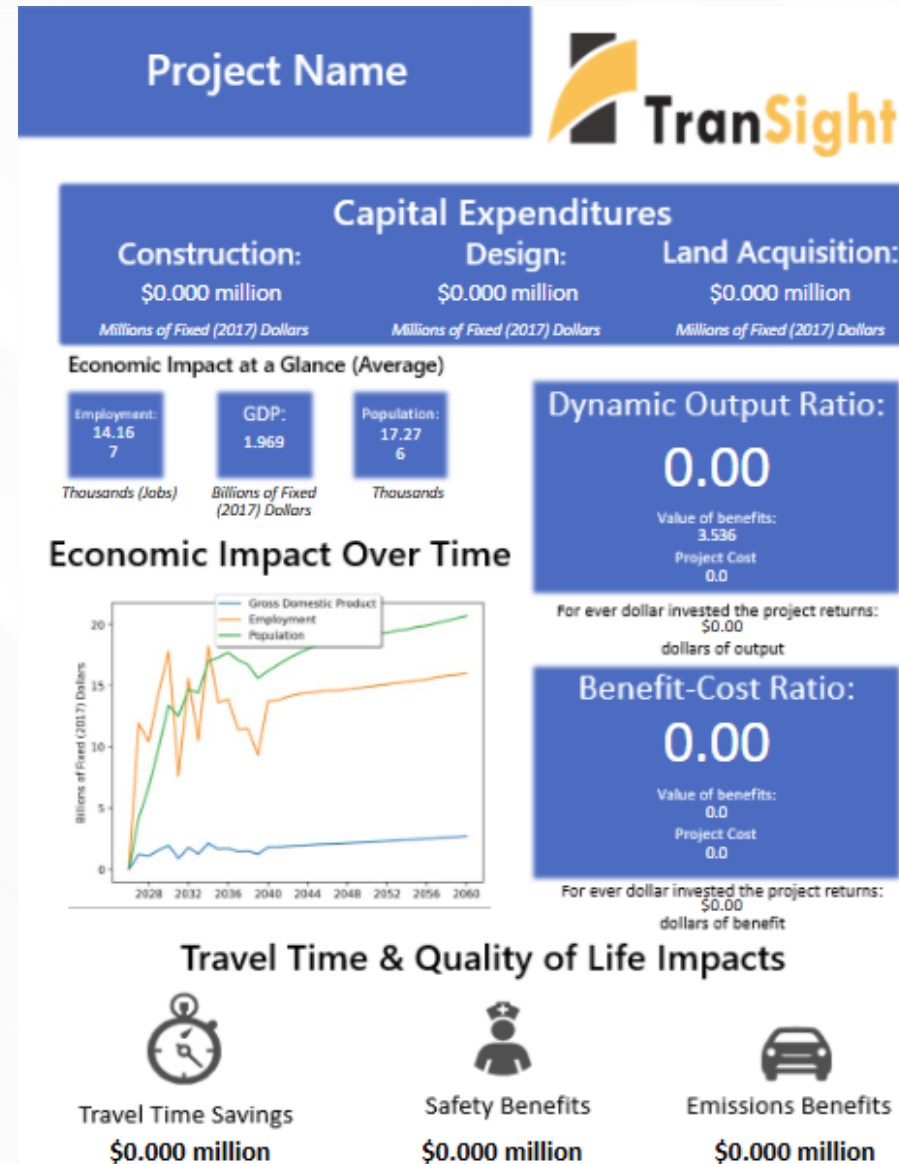 Project Name
TranSight
Capital Expenditures
Construction:
$0.000 million
Millions of Fixed (2017) Dollars
Design:
$0.000 million
Millions of Fixed (2017) Dollars
Land Acquisition:
$0.000 million
Millions of Fixed (2017) Dollars
Economic Impact at a Glance (Average)
Employment:
14.16
7
Thousands (Jobs)
GDP:
1.969
Billions of Fixed
(2017) Dollars
Population:
17.27
6
Thousands
Dynamic Output Ratio:
0.00
Value of benefits:
3.536
Project Cost
0.0
For ever dollar invested the project returns:
$0.00
dollars of output
Economic Impact Over Time
Gross Domestic Product
Employment
Population
Billions of Fixed (2017) Dollars
20
15
10
5
0
2028 2032 2036 2040 2044 2048 2052 2056 2060
Benefit-Cost Ratio:
0.00
Value of benefits:
0.0
Project Cost
0.0
For ever dollar invested the project returns:
$0.00
dollars of benefit
Travel Time & Quality of Life Impacts
Travel Time Savings
$0.000 million
Safety Benefits
$0.000 million
Emissions Benefits
$0.000 million